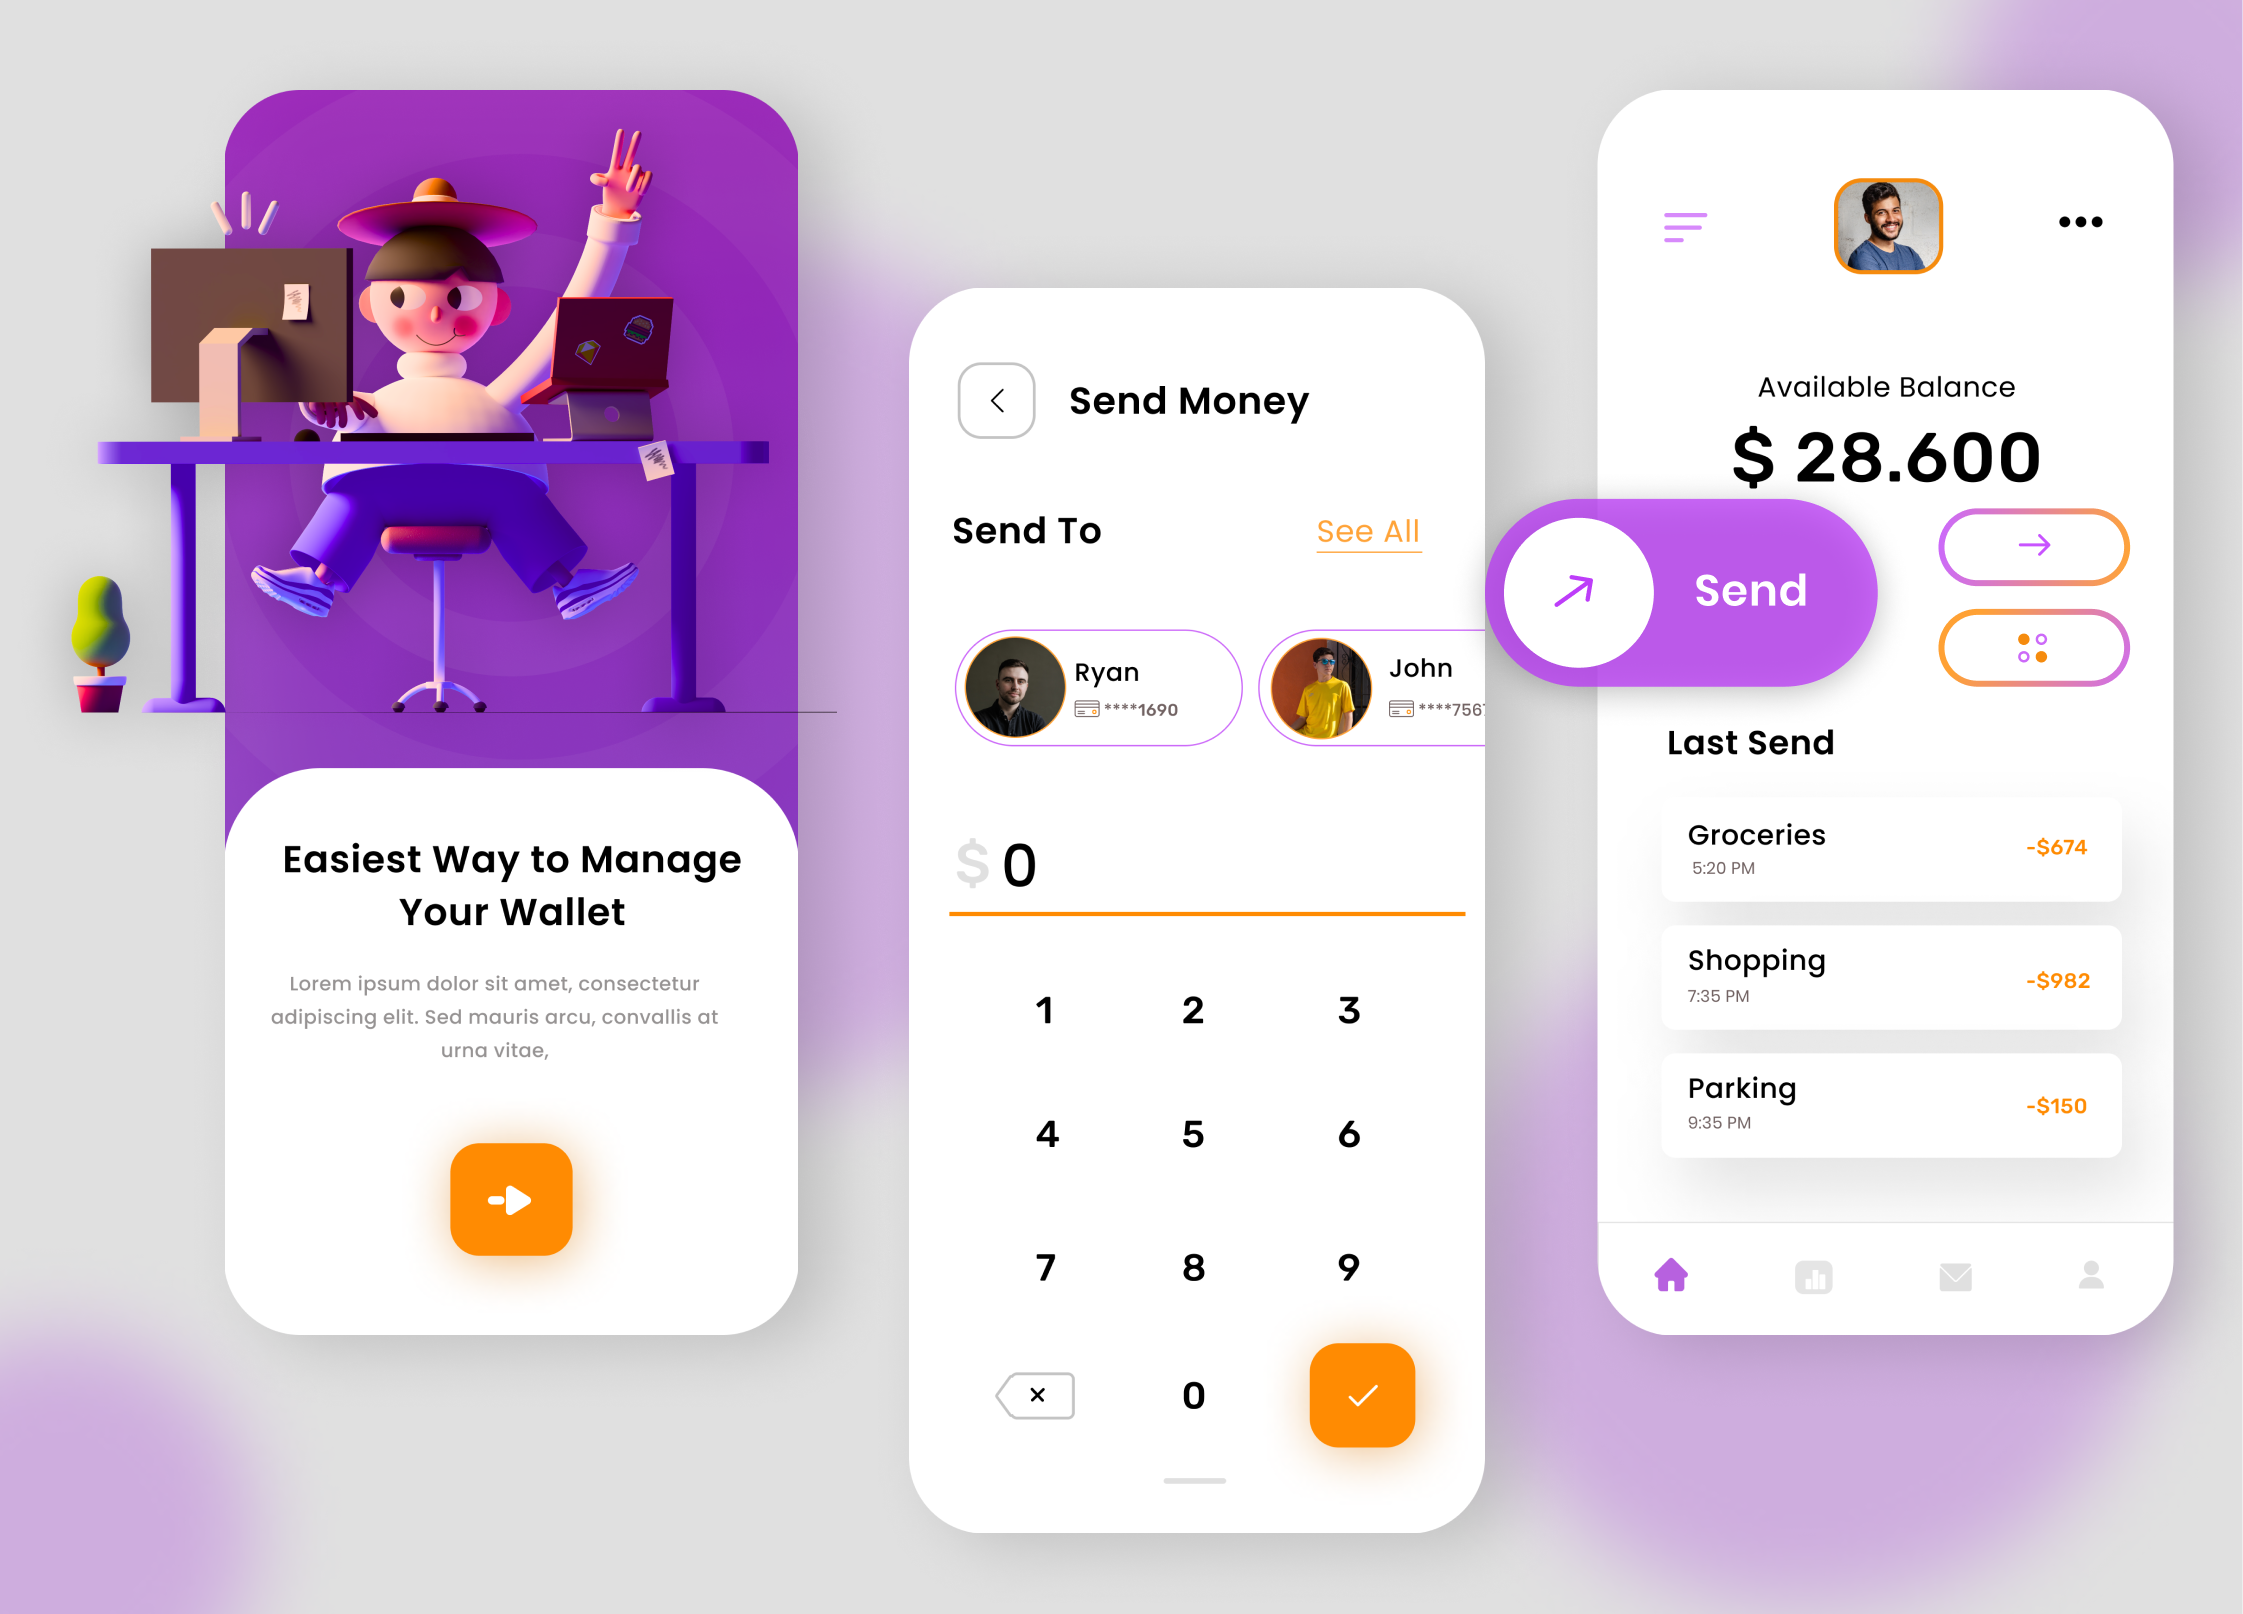 Easiest Way to Manage
Your Wallet
Lorem ipsum dolor sit amet, consectetur
adipiscing elit. Sed mauris arcu, convallis at
urna vitae,
Send Money
Send To
See All
Ryan
****1690
John
****7567
$ 0
1 2 3
4 5 6
7 8 9
0
Available Balance
$ 28.600
Send
Last Send
Groceries
-$674
5:20 PM
Shopping
-$982
7:35 PM
Parking
-$150
9:35 PM